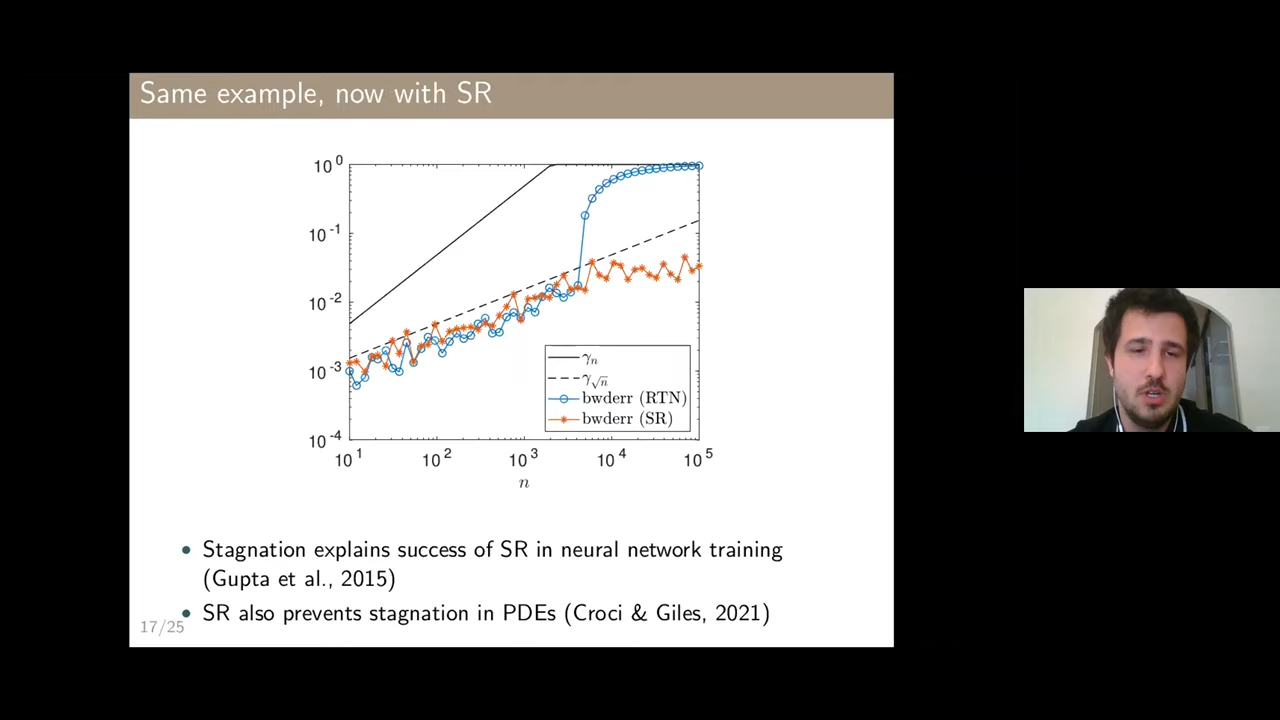 Same example, now with SR
10^0
10^-1
10^-2
10^-3
10^-4
10^1 10^2 10^3 10^4 10^5
n
γ_n
γ_√n
bwderr (RTN)
bwderr (SR)
• Stagnation explains success of SR in neural network training
(Gupta et al., 2015)
• SR also prevents stagnation in PDEs (Croci & Giles, 2021)
17/25